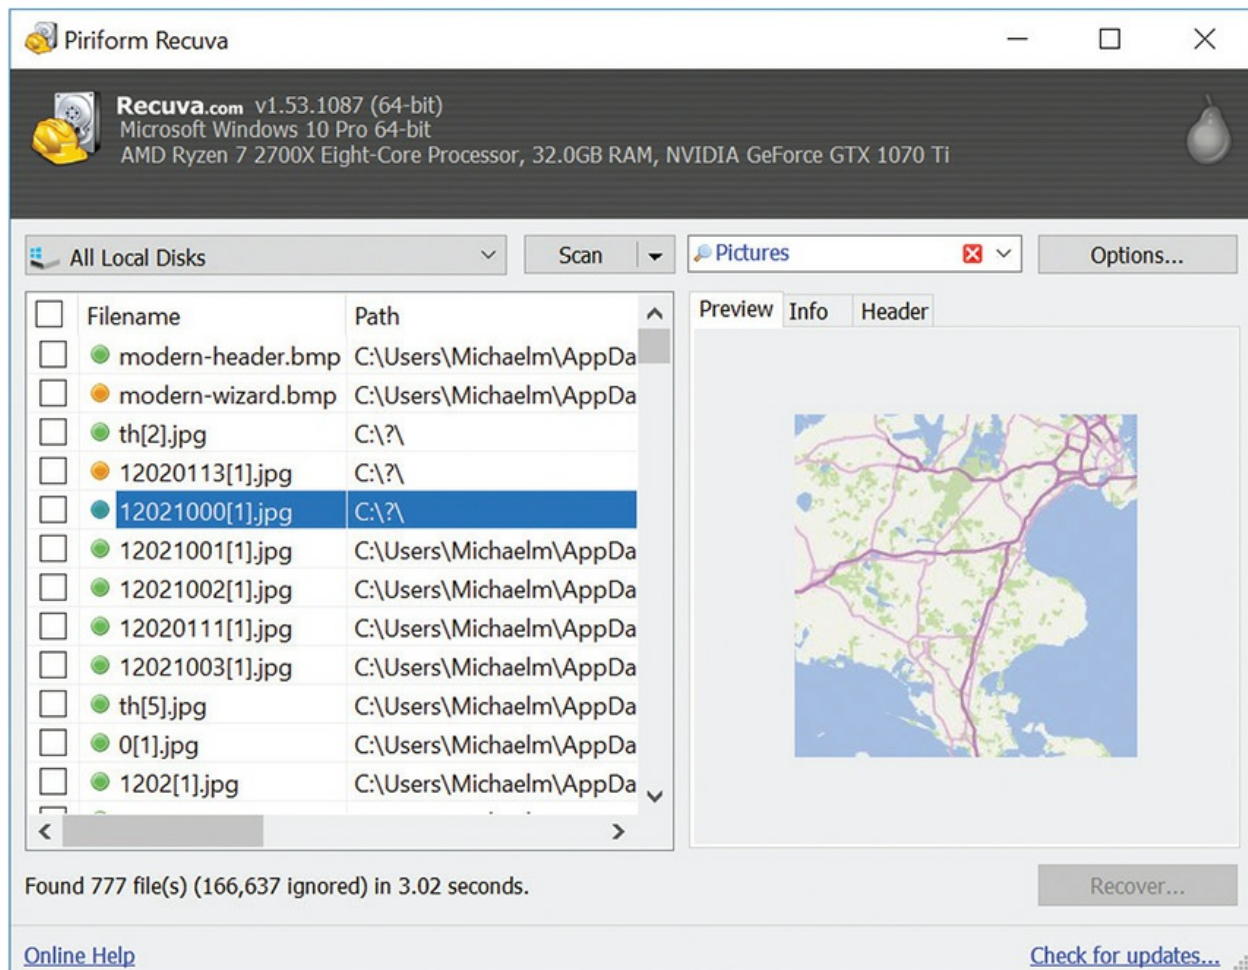 Piriform Recuva
Recuva.com v1.53.1087 (64-bit)
Microsoft Windows 10 Pro 64-bit
AMD Ryzen 7 2700X Eight-Core Processor, 32.0GB RAM, NVIDIA GeForce GTX 1070 Ti
All Local Disks Scan Pictures Options...
Filename Path Preview Info Header
modern-header.bmp C:\Users\Michaelm\AppDa
modern-wizard.bmp C:\Users\Michaelm\AppDa
th[2].jpg C:\?\
12020113[1].jpg C:\?\
12021000[1].jpg C:\?\
12021001[1].jpg C:\Users\Michaelm\AppDa
12021002[1].jpg C:\Users\Michaelm\AppDa
12020111[1].jpg C:\Users\Michaelm\AppDa
12021003[1].jpg C:\Users\Michaelm\AppDa
th[5].jpg C:\Users\Michaelm\AppDa
0[1].jpg C:\Users\Michaelm\AppDa
1202[1].jpg C:\Users\Michaelm\AppDa
Found 777 file(s) (166,637 ignored) in 3.02 seconds. Recover...
Online Help Check for updates...